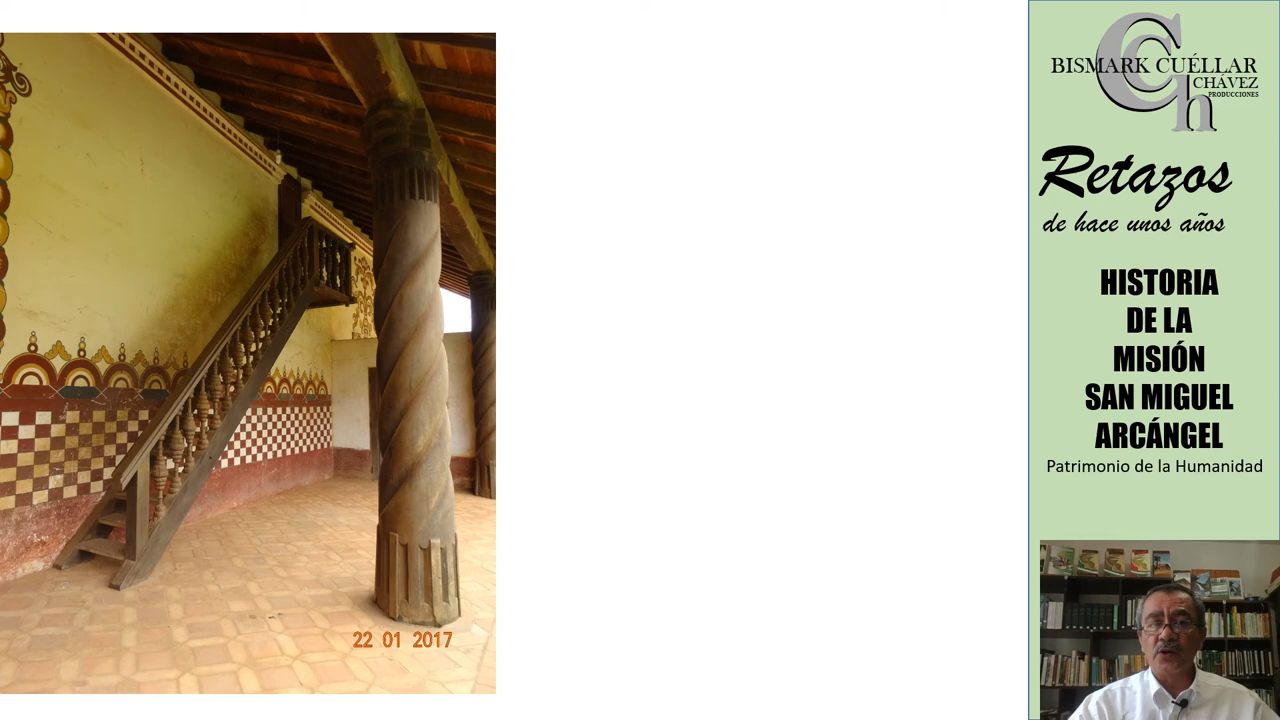 22 01 2017
BISMARK CUÉLLAR
CHÁVEZ
PRODUCCIONES
CCh
Retazos
de hace unos años
HISTORIA
DE LA
MISIÓN
SAN MIGUEL
ARCÁNGEL
Patrimonio de la Humanidad